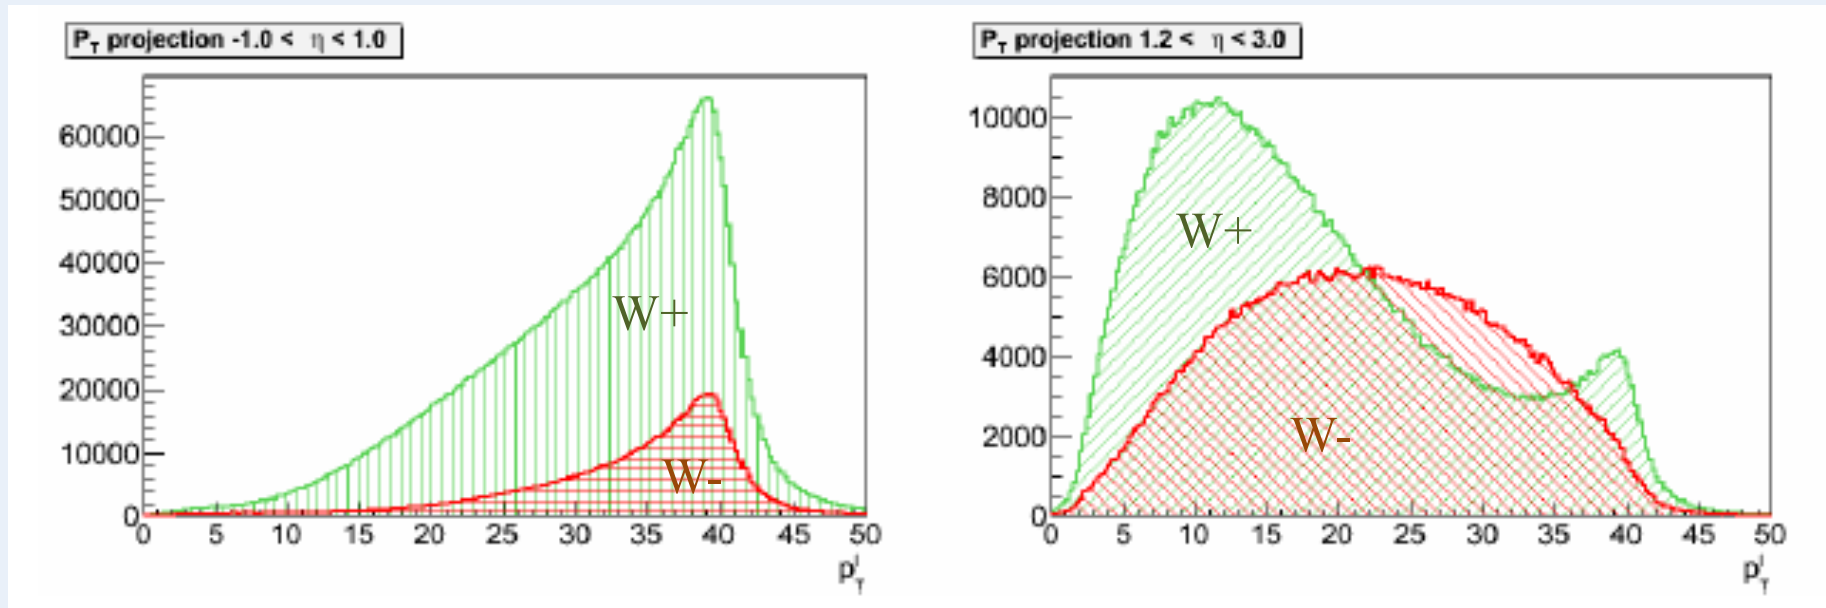 P_T projection -1.0 < η < 1.0
60000
50000
40000
30000
20000
10000
0
W+
W-
0 5 10 15 20 25 30 35 40 45 50
p_T^l
P_T projection 1.2 < η < 3.0
10000
8000
6000
4000
2000
0
W+
W-
0 5 10 15 20 25 30 35 40 45 50
p_T^l